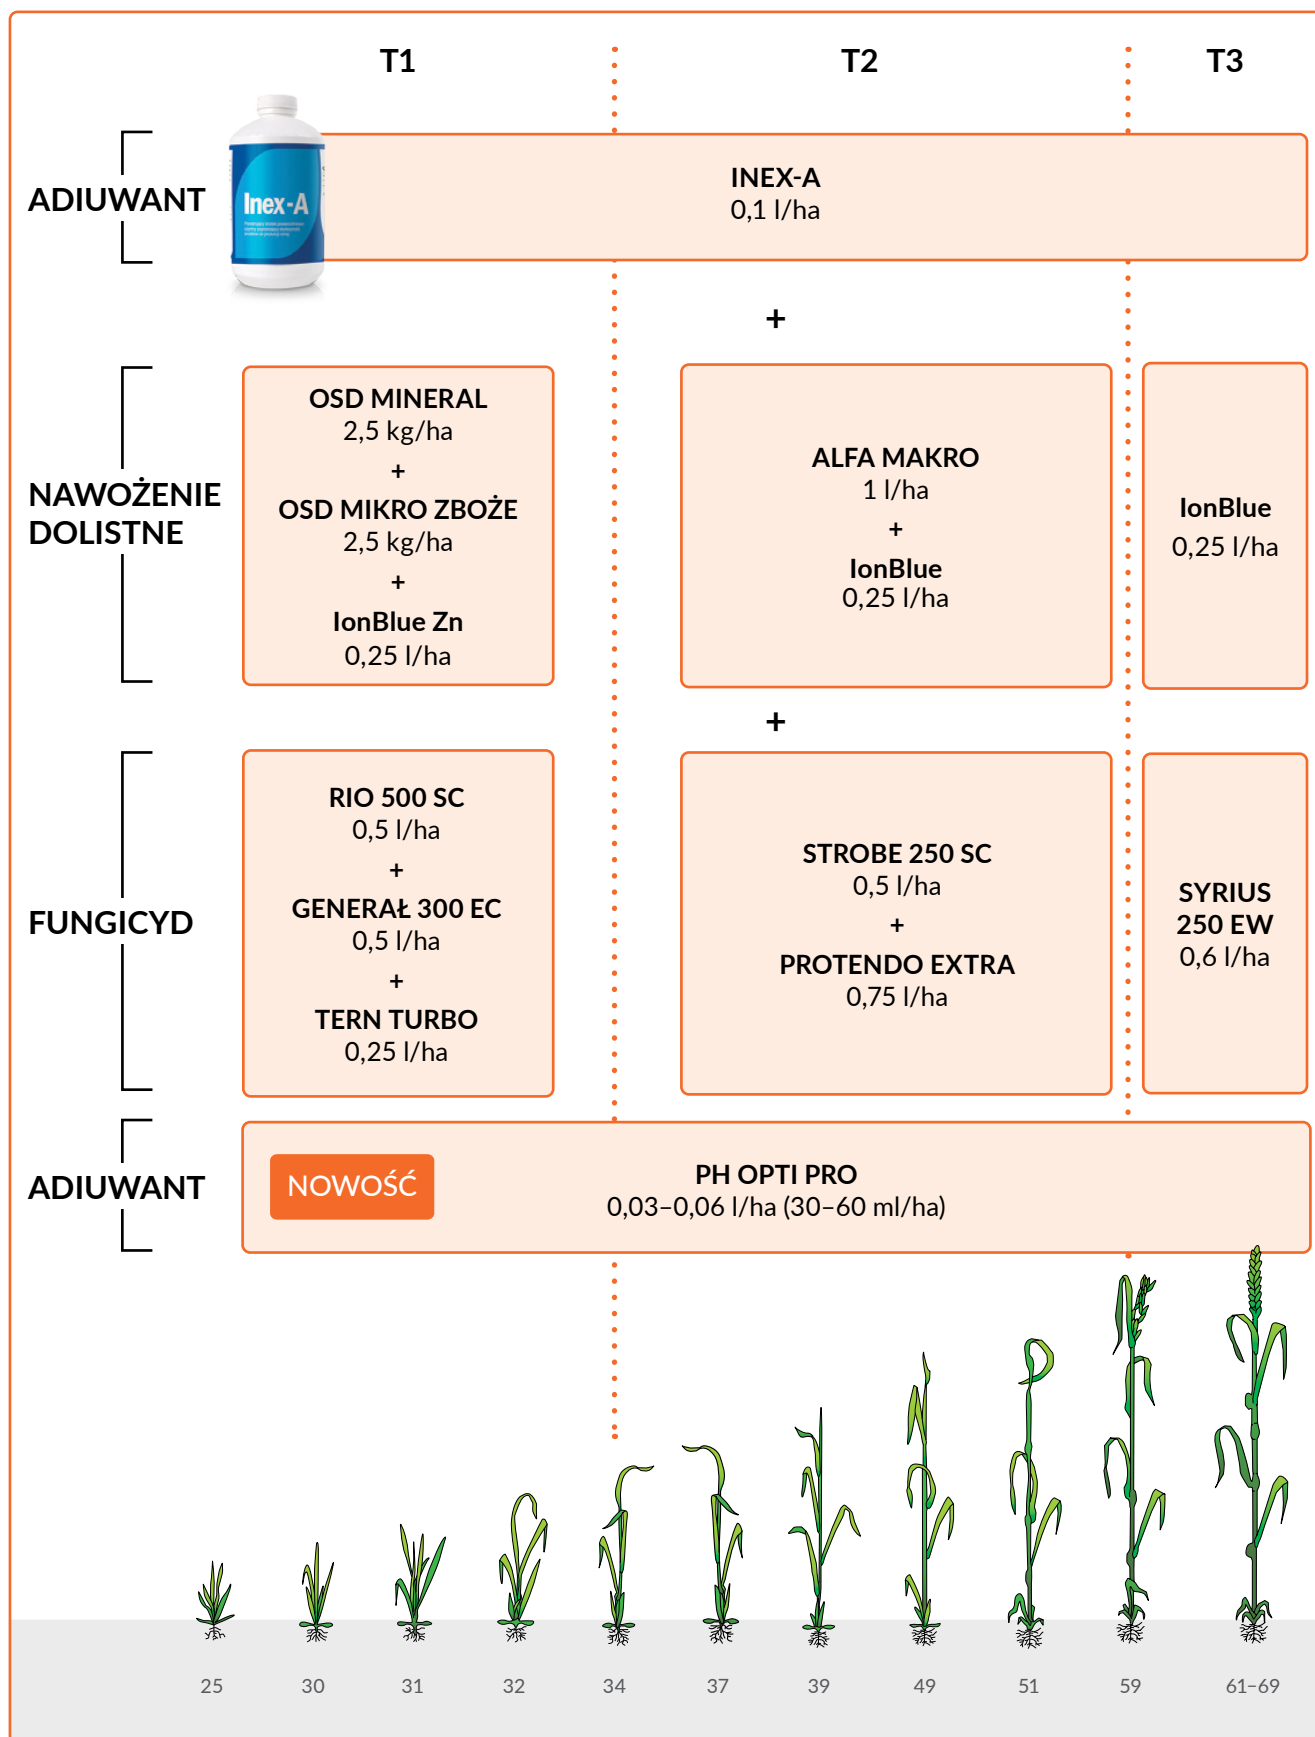 T1
T2
T3
ADIUWANT
Inex-A
INEX-A
0,1 l/ha
+
NAWOŻENIE
DOLISTNE
OSD MINERAL
2,5 kg/ha
+
OSD MIKRO ZBOŻE
2,5 kg/ha
+
IonBlue Zn
0,25 l/ha
ALFA MAKRO
1 l/ha
+
IonBlue
0,25 l/ha
IonBlue
0,25 l/ha
+
FUNGICYD
RIO 500 SC
0,5 l/ha
+
GENERAŁ 300 EC
0,5 l/ha
+
TERN TURBO
0,25 l/ha
STROBE 250 SC
0,5 l/ha
+
PROTENDO EXTRA
0,75 l/ha
SYRIUS
250 EW
0,6 l/ha
ADIUWANT
NOWOŚĆ
PH OPTI PRO
0,03–0,06 l/ha (30–60 ml/ha)
25
30
31
32
34
37
39
49
51
59
61–69